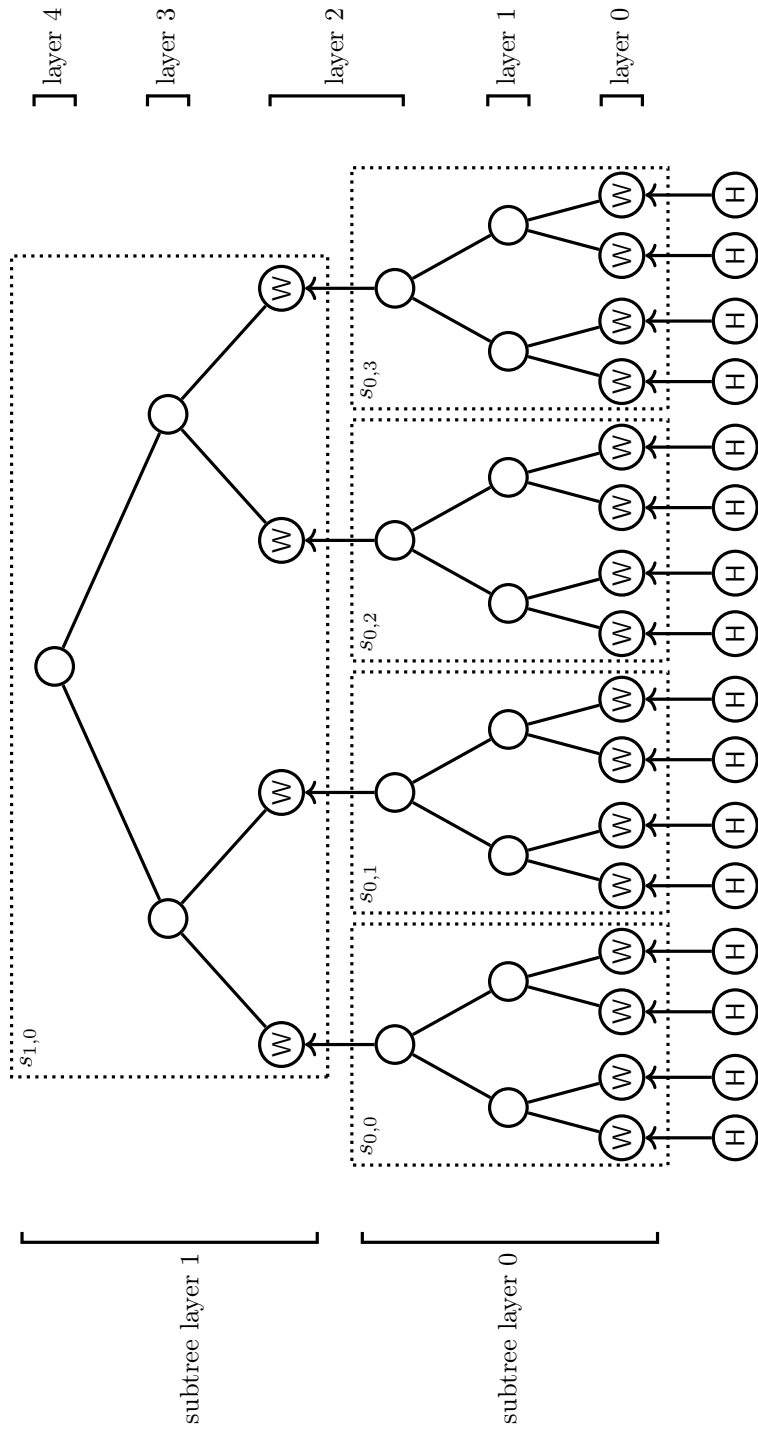 s1,0
layer 4
subtree layer 1
layer 3
W W W W
layer 2
s0,0 s0,1 s0,2 s0,3
subtree layer 0
layer 1
W W W W W W W W W W W W W W W W
layer 0
H H H H H H H H H H H H H H H H